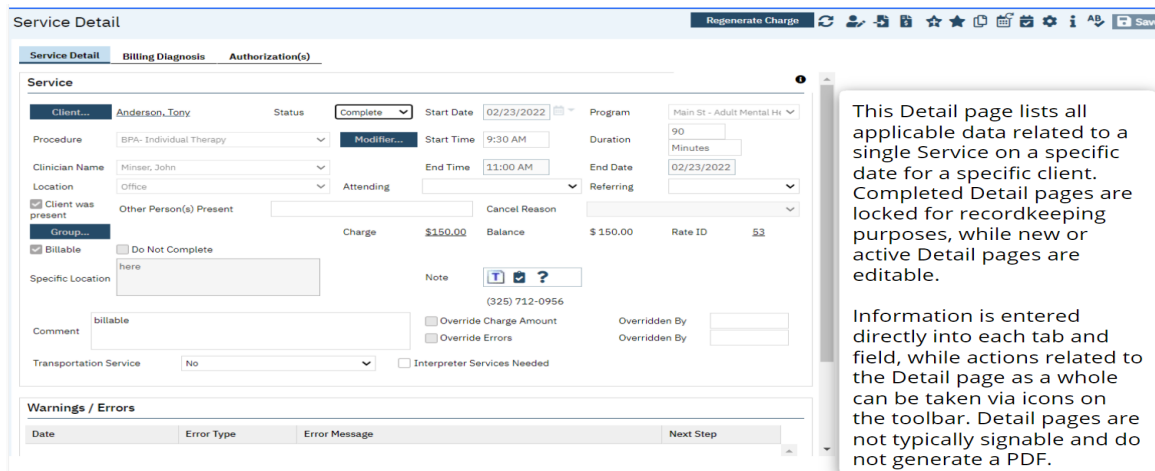 Service Detail
Regenerate Charge
Save
Service Detail Billing Diagnosis Authorization(s)
Service
Client... Anderson, Tony Status Complete Start Date 02/23/2022 Program Main St - Adult Mental He
Procedure BPA- Individual Therapy Modifier... Start Time 9:30 AM Duration 90
Minutes
Clinician Name Minser, John End Time 11:00 AM End Date 02/23/2022
Location Office Attending Referring
Client was present Other Person(s) Present Cancel Reason
Group... Charge $150.00 Balance $ 150.00 Rate ID 53
Billable Do Not Complete
Specific Location here Note T ?
(325) 712-0956
Comment billable Override Charge Amount Overridden By
Override Errors Overridden By
Transportation Service No Interpreter Services Needed
Warnings / Errors
Date Error Type Error Message Next Step
This Detail page lists all
applicable data related to a
single Service on a specific
date for a specific client.
Completed Detail pages are
locked for recordkeeping
purposes, while new or
active Detail pages are
editable.
Information is entered
directly into each tab and
field, while actions related to
the Detail page as a whole
can be taken via icons on
the toolbar. Detail pages are
not typically signable and do
not generate a PDF.